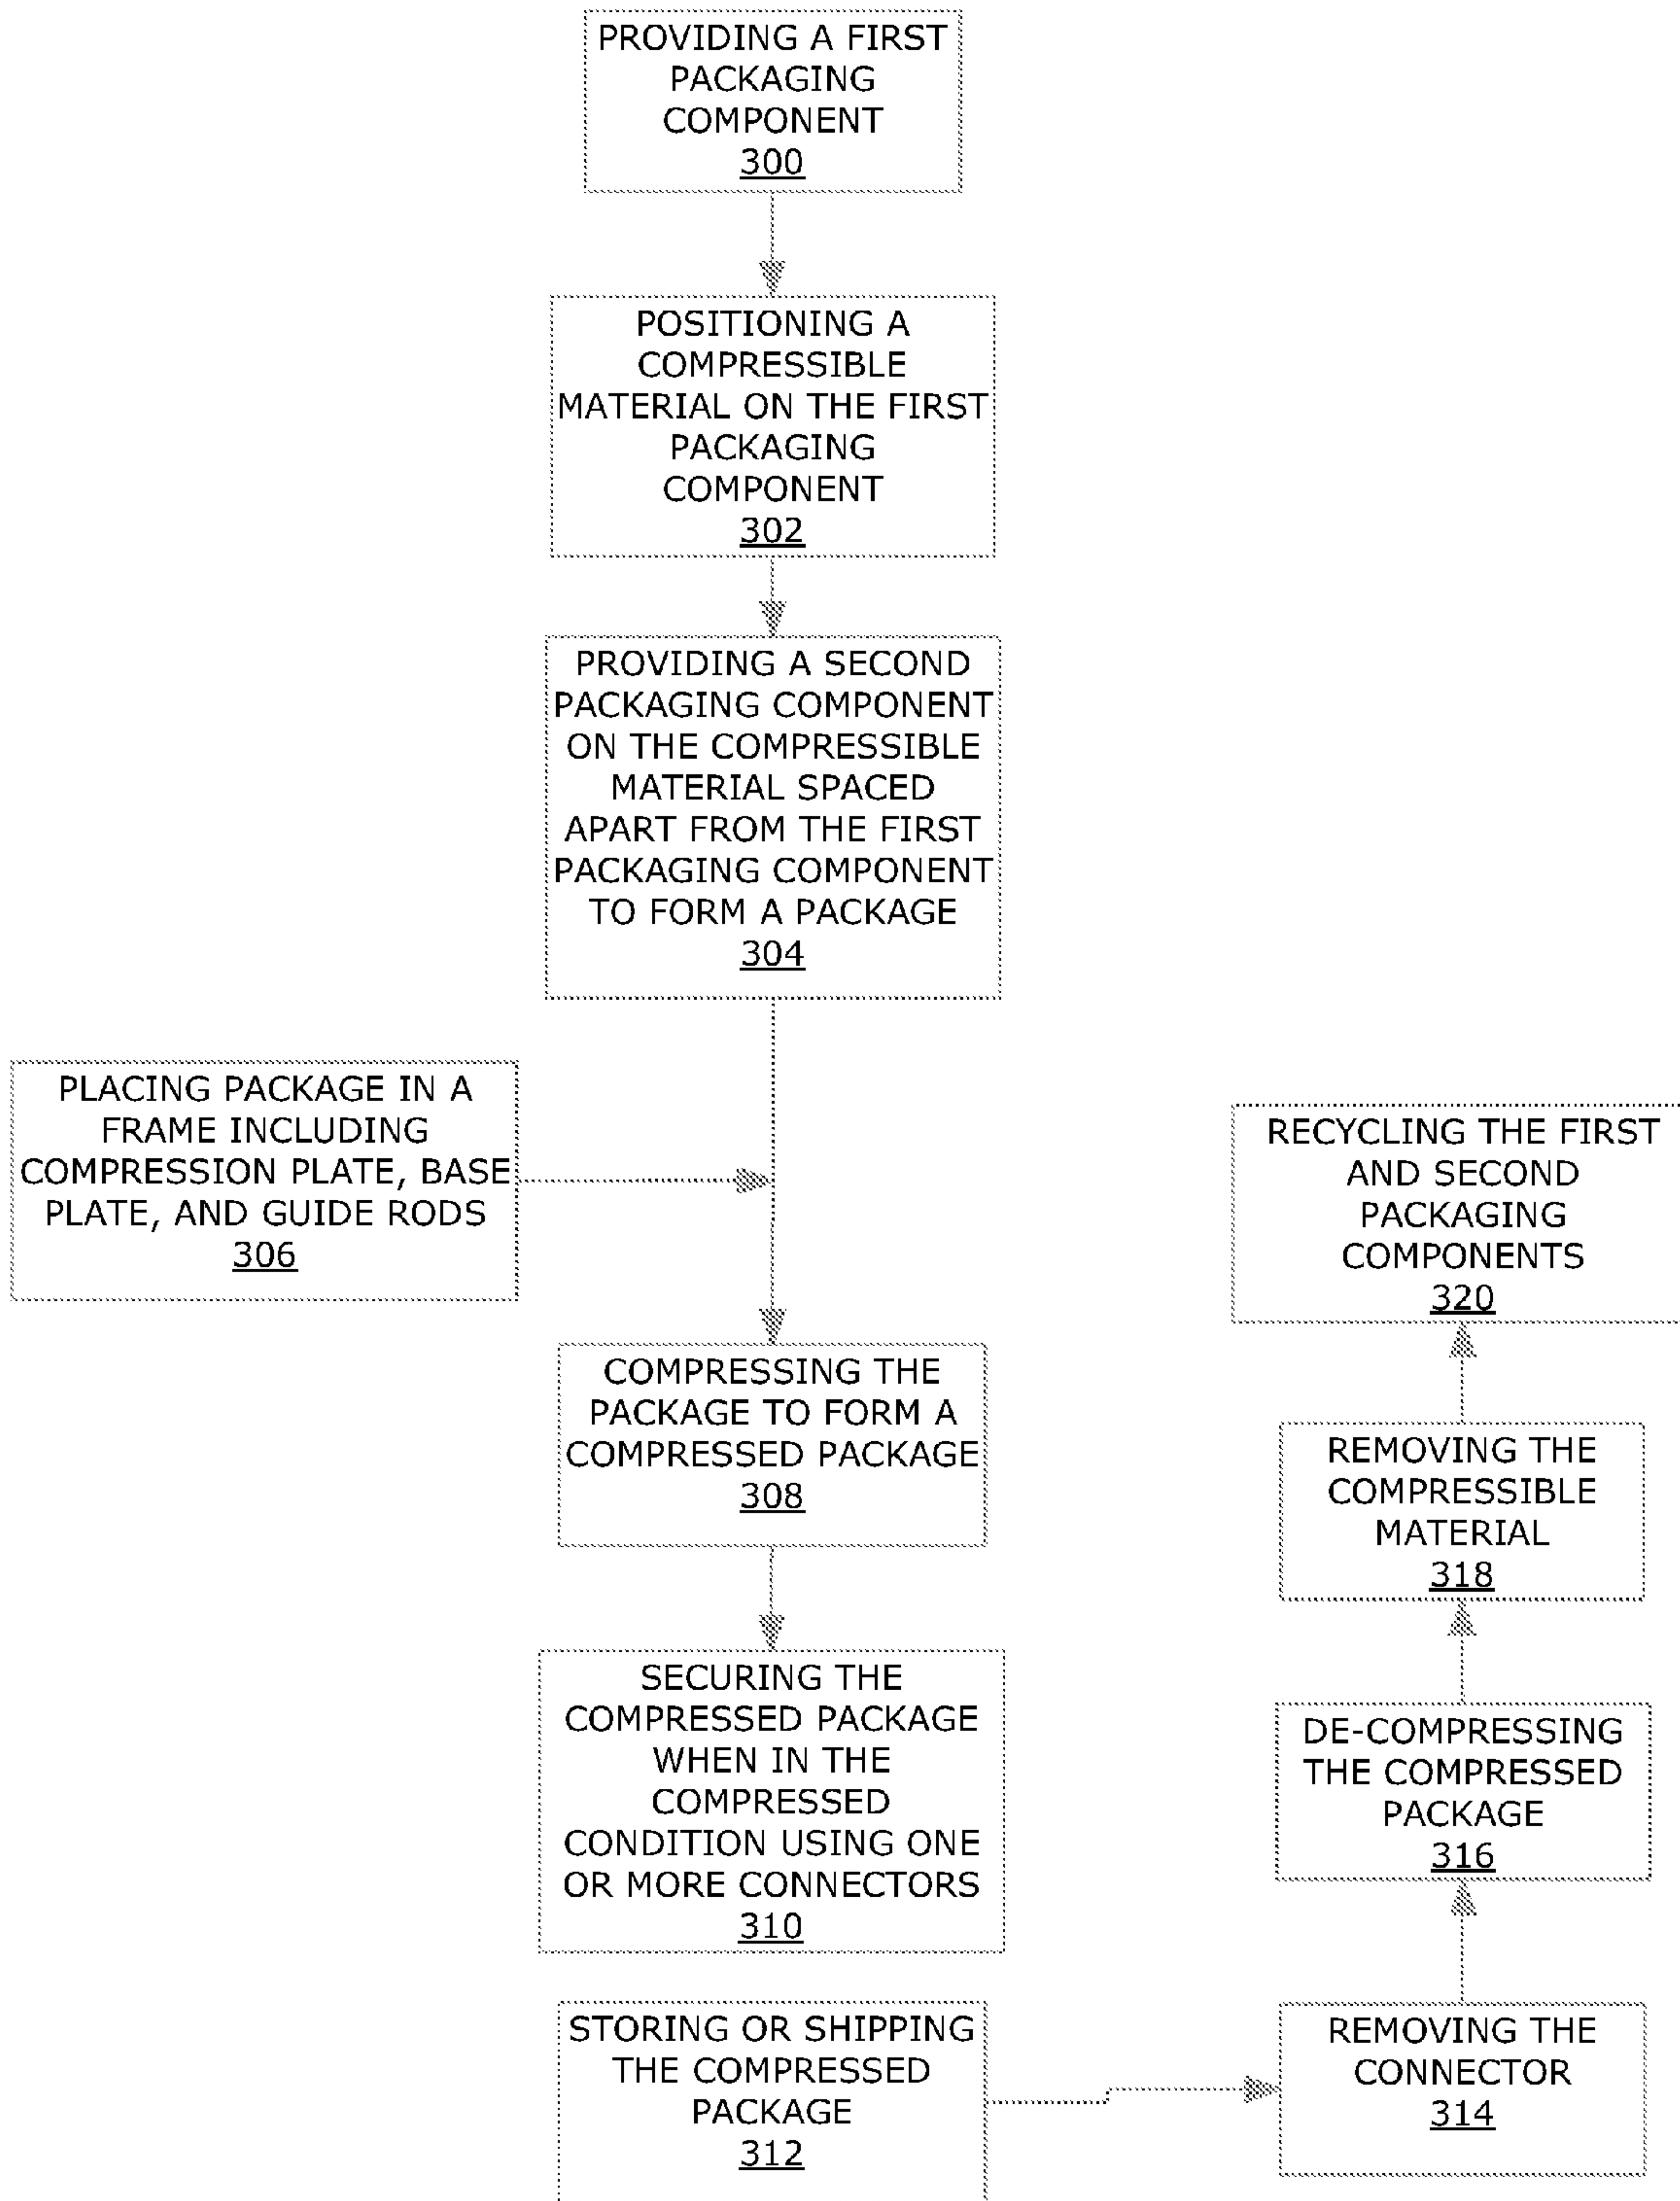 PROVIDING A FIRST
PACKAGING
COMPONENT
300
POSITIONING A
COMPRESSIBLE
MATERIAL ON THE FIRST
PACKAGING
COMPONENT
302
PROVIDING A SECOND
PACKAGING COMPONENT
ON THE COMPRESSIBLE
MATERIAL SPACED
APART FROM THE FIRST
PACKAGING COMPONENT
TO FORM A PACKAGE
304
PLACING PACKAGE IN A
FRAME INCLUDING
COMPRESSION PLATE, BASE
PLATE, AND GUIDE RODS
306
COMPRESSING THE
PACKAGE TO FORM A
COMPRESSED PACKAGE
308
SECURING THE
COMPRESSED PACKAGE
WHEN IN THE
COMPRESSED
CONDITION USING ONE
OR MORE CONNECTORS
310
STORING OR SHIPPING
THE COMPRESSED
PACKAGE
312
REMOVING THE
CONNECTOR
314
DE-COMPRESSING
THE COMPRESSED
PACKAGE
316
REMOVING THE
COMPRESSIBLE
MATERIAL
318
RECYCLING THE FIRST
AND SECOND
PACKAGING
COMPONENTS
320